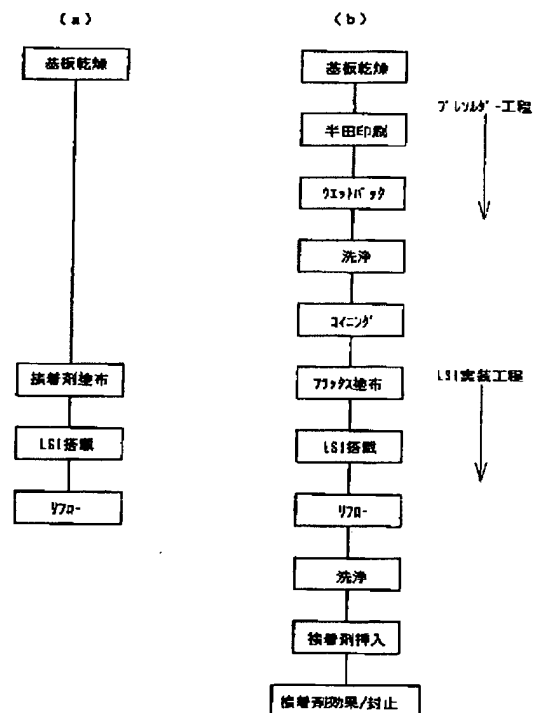 (a)
基板乾燥
接着剤塗布
LSI搭載
リフロー
(b)
基板乾燥
半田印刷
ウエットバック
洗浄
コイニング
フラックス塗布
LSI搭載
リフロー
洗浄
接着剤挿入
接着剤効果/封止
プレソルダー工程
LSI実装工程